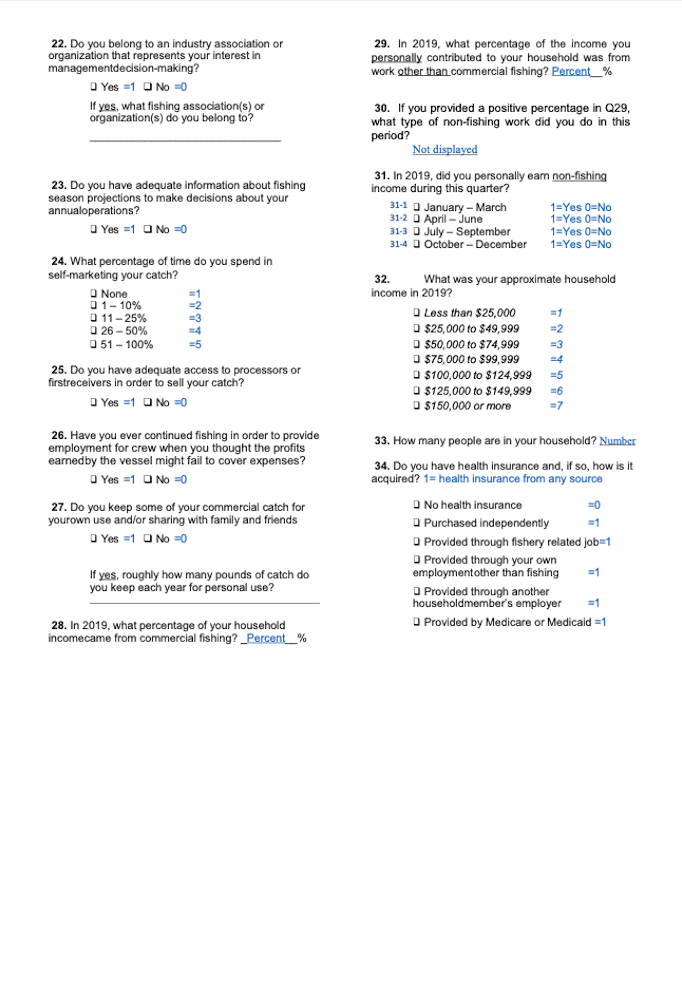 22. Do you belong to an industry association or
organization that represents your interest in
managementdecision-making?
❑ Yes =1 ❑ No =0
If yes, what fishing association(s) or
organization(s) do you belong to?
23. Do you have adequate information about fishing
season projections to make decisions about your
annualoperations?
❑ Yes =1 ❑ No =0
24. What percentage of time do you spend in
self-marketing your catch?
❑ None =1
❑ 1 – 10% =2
❑ 11 – 25% =3
❑ 26 – 50% =4
❑ 51 – 100% =5
25. Do you have adequate access to processors or
firstreceivers in order to sell your catch?
❑ Yes =1 ❑ No =0
26. Have you ever continued fishing in order to provide
employment for crew when you thought the profits
earnedby the vessel might fail to cover expenses?
❑ Yes =1 ❑ No =0
27. Do you keep some of your commercial catch for
yourown use and/or sharing with family and friends
❑ Yes =1 ❑ No =0
If yes, roughly how many pounds of catch do
you keep each year for personal use?
28. In 2019, what percentage of your household
incomecame from commercial fishing? _Percent__%
29. In 2019, what percentage of the income you
personally contributed to your household was from
work other than commercial fishing? Percent__%
30. If you provided a positive percentage in Q29,
what type of non-fishing work did you do in this
period?
Not displayed
31. In 2019, did you personally earn non-fishing
income during this quarter?
31-1 ❑ January – March 1=Yes 0=No
31-2 ❑ April – June 1=Yes 0=No
31-3 ❑ July – September 1=Yes 0=No
31-4 ❑ October – December 1=Yes 0=No
32. What was your approximate household
income in 2019?
❑ Less than $25,000 =1
❑ $25,000 to $49,999 =2
❑ $50,000 to $74,999 =3
❑ $75,000 to $99,999 =4
❑ $100,000 to $124,999 =5
❑ $125,000 to $149,999 =6
❑ $150,000 or more =7
33. How many people are in your household? Number
34. Do you have health insurance and, if so, how is it
acquired? 1= health insurance from any source
❑ No health insurance =0
❑ Purchased independently =1
❑ Provided through fishery related job=1
❑ Provided through your own
employmentother than fishing =1
❑ Provided through another
householdmember's employer =1
❑ Provided by Medicare or Medicaid =1